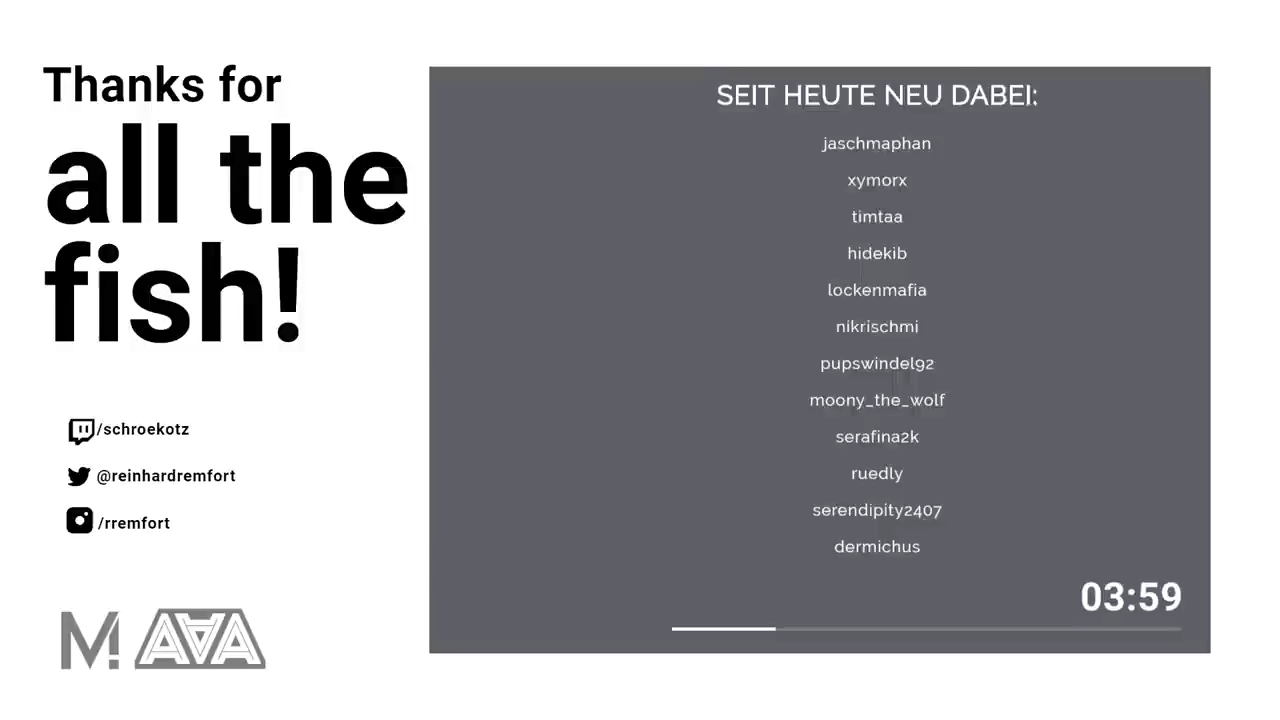 Thanks for
all the
fish!
/schroekotz
@reinhardremfort
/rremfort
M!
AAA
SEIT HEUTE NEU DABEI:
jaschmaphan
xymorx
timtaa
hidekib
lockenmafia
nikrischmi
pupswindel92
moony_the_wolf
serafina2k
ruedly
serendipity2407
dermichus
03:59